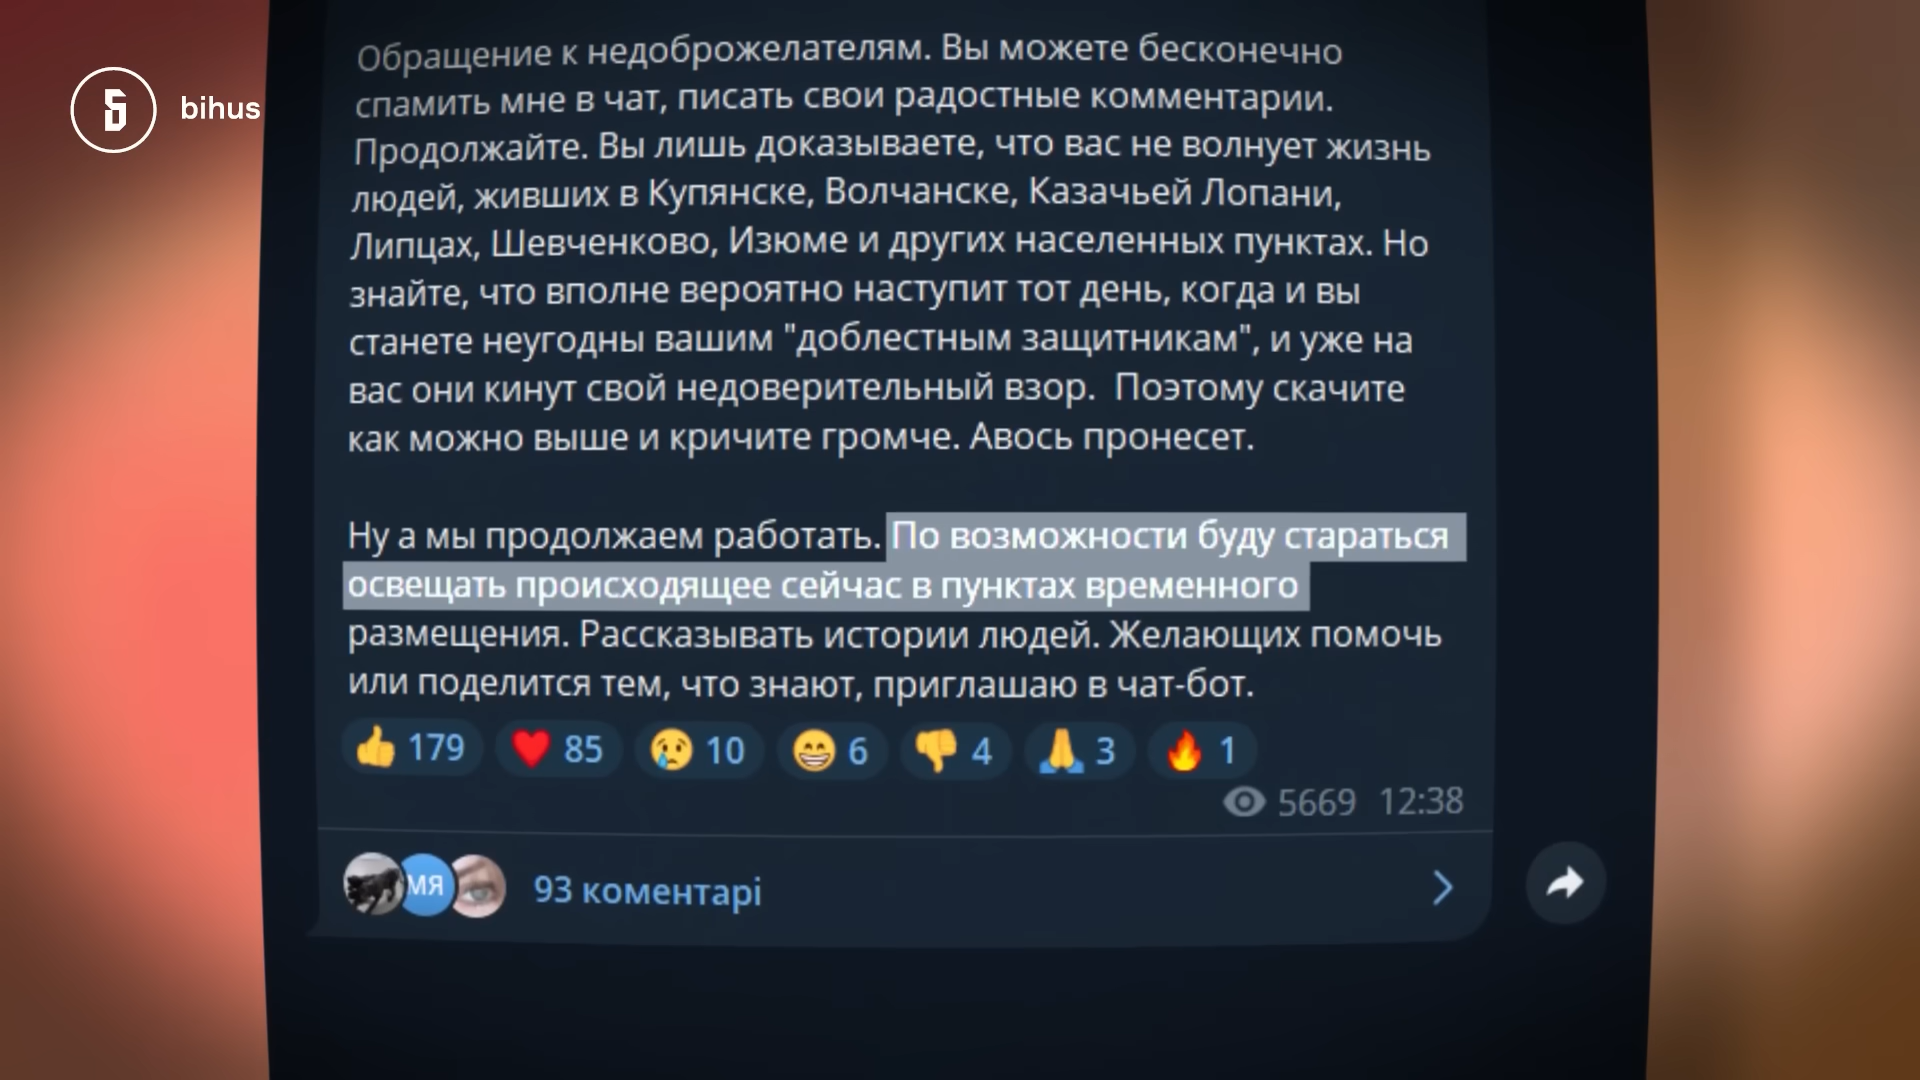 bihus
Обращение к недоброжелателям. Вы можете бесконечно
спамить мне в чат, писать свои радостные комментарии.
Продолжайте. Вы лишь доказываете, что вас не волнует жизнь
людей, живших в Купянске, Волчанске, Казачьей Лопани,
Липцах, Шевченково, Изюме и других населенных пунктах. Но
знайте, что вполне вероятно наступит тот день, когда и вы
станете неугодны вашим "доблестным защитникам", и уже на
вас они кинут свой недоверительный взор. Поэтому скачите
как можно выше и кричите громче. Авось пронесет.
Ну а мы продолжаем работать. По возможности буду стараться
освещать происходящее сейчас в пунктах временного
размещения. Рассказывать истории людей. Желающих помочь
или поделится тем, что знают, приглашаю в чат-бот.
👍 179 ❤️ 85 😢 10 😁 6 👎 4 🙏 3 🔥 1
5669 12:38
МЯ 93 коментарі